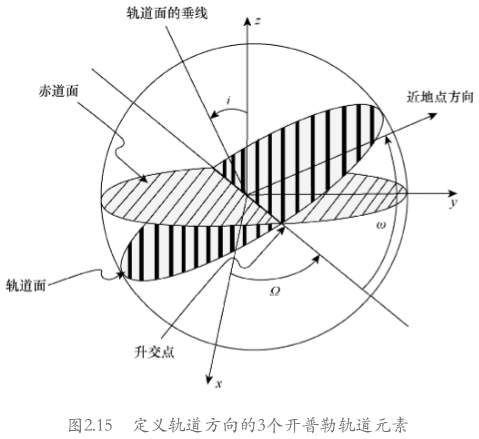 轨道面的垂线
z
赤道面
i
近地点方向
y
ω
轨道面
Ω
升交点
x
图2.15 定义轨道方向的3个开普勒轨道元素